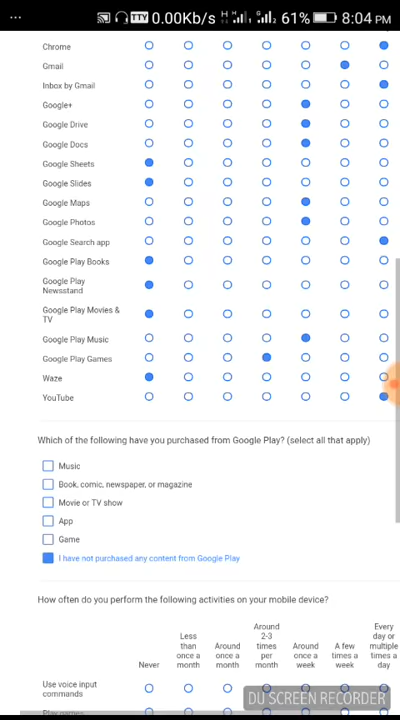 ... TTV 0.00Kb/s H H 2 61% 8:04 PM
Chrome
Gmail
Inbox by Gmail
Google+
Google Drive
Google Docs
Google Sheets
Google Slides
Google Maps
Google Photos
Google Search app
Google Play Books
Google Play
Newsstand
Google Play Movies &
TV
Google Play Music
Google Play Games
Waze
YouTube
Which of the following have you purchased from Google Play? (select all that apply)
Music
Book, comic, newspaper, or magazine
Movie or TV show
App
Game
I have not purchased any content from Google Play
How often do you perform the following activities on your mobile device?
Never
Less
than
once a
month
Around
once a
month
Around
2-3
times
per
month
Around
once a
week
A few
times a
week
Every
day or
multiple
times a
day
Use voice input
commands
Play games
DU SCREEN RECORDER